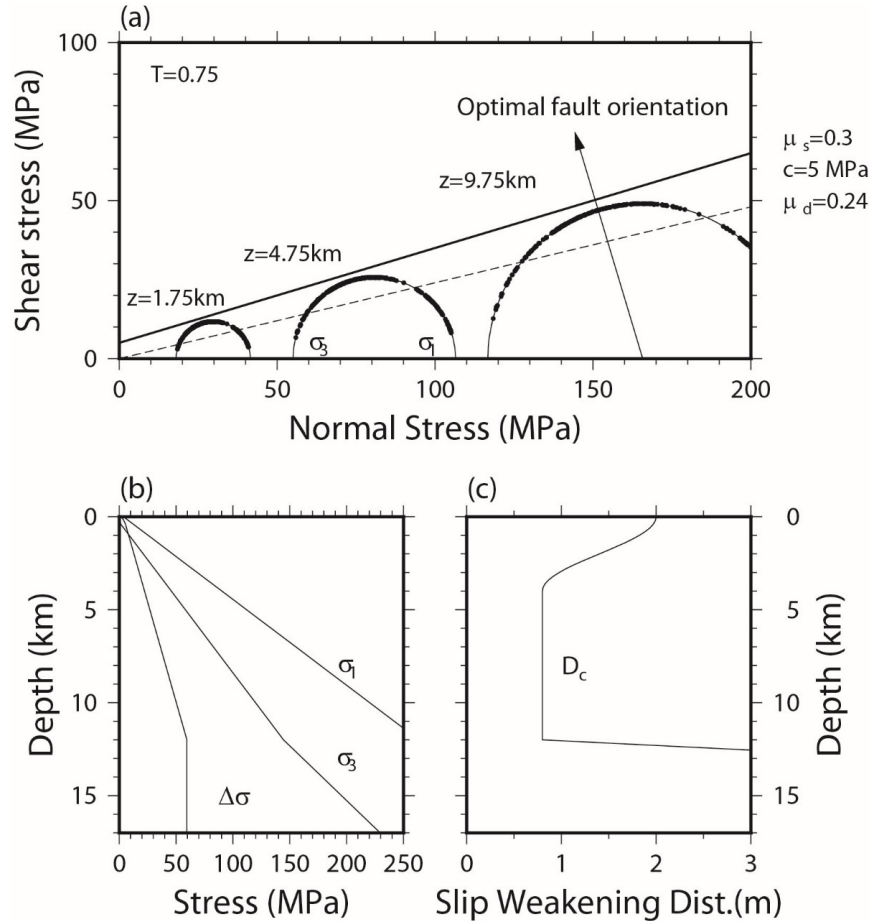 (a)
100
50
0
Shear stress (MPa)
T=0.75
Optimal fault orientation
z=9.75km
z=4.75km
z=1.75km
σ3
σ1
μ s=0.3
c=5 MPa
μ d=0.24
0 50 100 150 200
Normal Stress (MPa)
(b)
0
5
10
15
Depth (km)
σ1
σ3
Δσ
0 50 100 150 200 250
Stress (MPa)
(c)
Dc
0
5
10
15
Depth (km)
0 1 2 3
Slip Weakening Dist.(m)